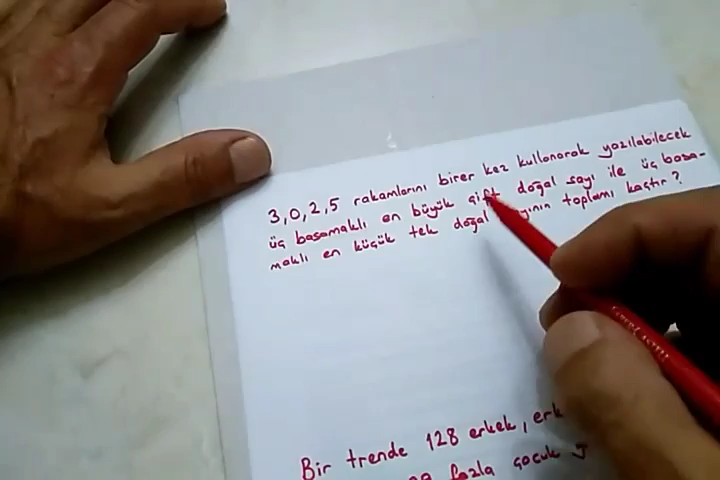 3, 0, 2, 5 rakamlarını birer kez kullanarak yazılabilecek
üç basamaklı en büyük çift doğal sayı ile üç basa-
maklı en küçük tek doğal toplamı kaçtır?
Bir trende 128 erkek,
fazla çocuk